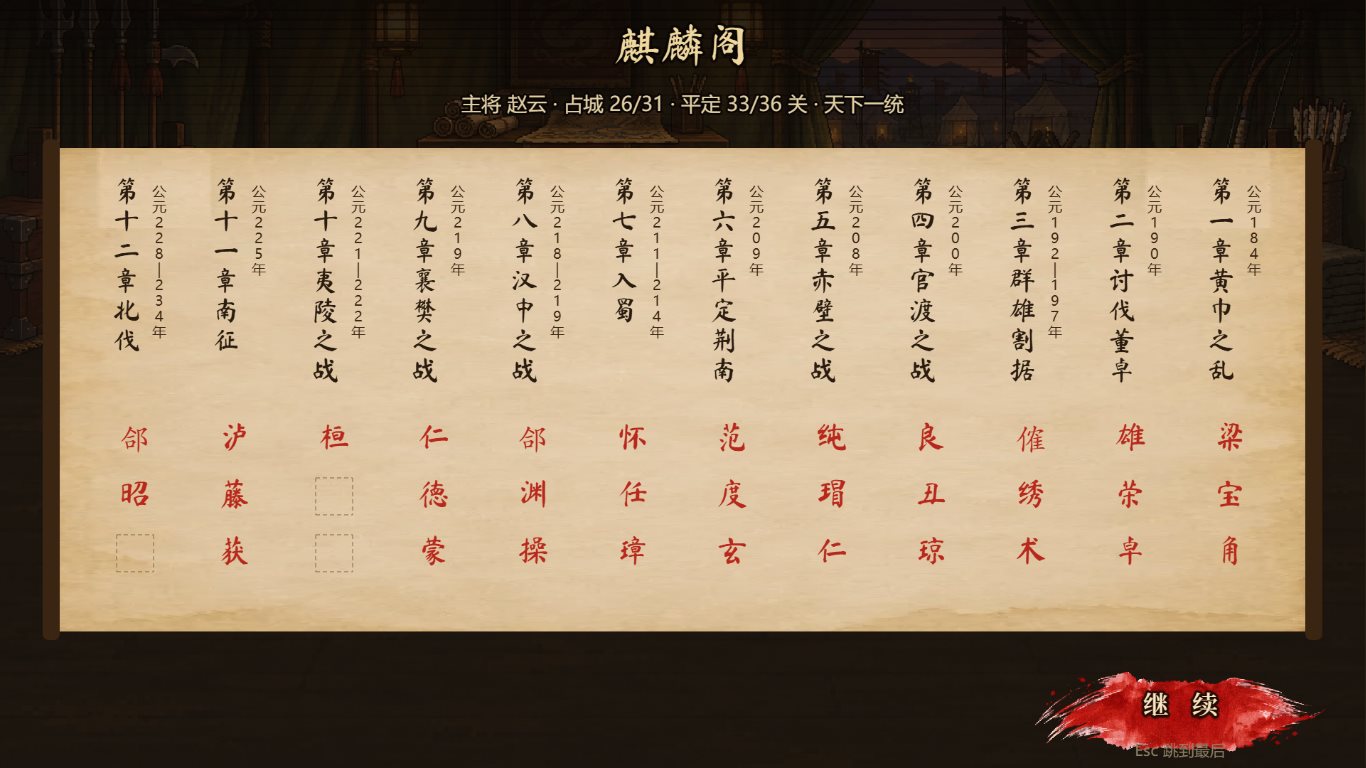 麒麟阁
主将 赵云 · 占城 26/31 · 平定 33/36 关 · 天下一统
公元184年
第一章黄巾之乱
梁
宝
角
公元190年
第二章讨伐董卓
雄
荣
卓
公元192—197年
第三章群雄割据
傕
绣
术
公元200年
第四章官渡之战
良
丑
琼
公元208年
第五章赤壁之战
纯
瑁
仁
公元209年
第六章平定荆南
范
度
玄
公元211—214年
第七章入蜀
怀
任
璋
公元218—219年
第八章汉中之战
郃
渊
操
公元219年
第九章襄樊之战
仁
德
蒙
公元221—222年
第十章夷陵之战
桓
公元225年
第十一章南征
泸
藤
获
公元228—234年
第十二章北伐
郃
昭
继续
Esc 跳到最后